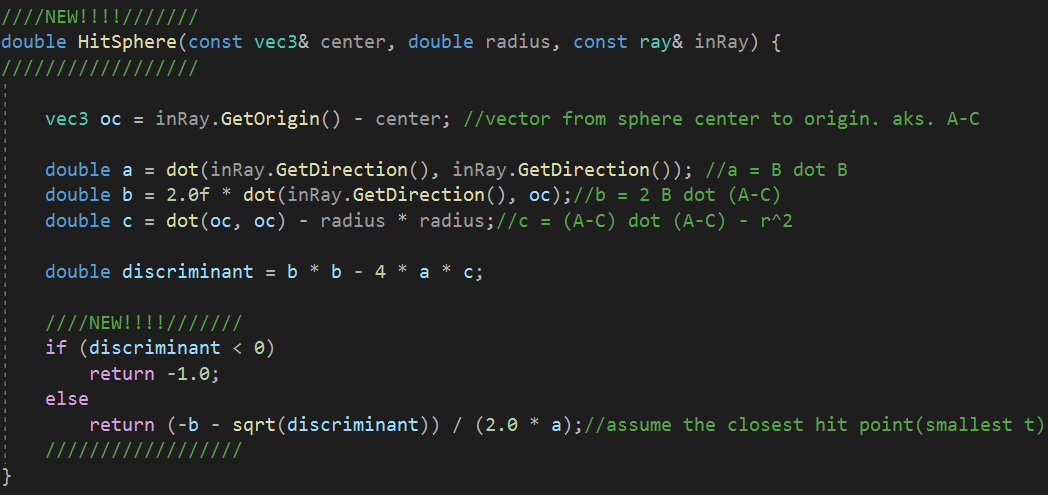 ////NEW!!!!///////
double HitSphere(const vec3& center, double radius, const ray& inRay) {
//////////////////
vec3 oc = inRay.GetOrigin() - center; //vector from sphere center to origin. aks. A-C
double a = dot(inRay.GetDirection(), inRay.GetDirection()); //a = B dot B
double b = 2.0f * dot(inRay.GetDirection(), oc);//b = 2 B dot (A-C)
double c = dot(oc, oc) - radius * radius;//c = (A-C) dot (A-C) - r^2
double discriminant = b * b - 4 * a * c;
////NEW!!!!///////
if (discriminant < 0)
return -1.0;
else
return (-b - sqrt(discriminant)) / (2.0 * a);//assume the closest hit point(smallest t)
//////////////////
}